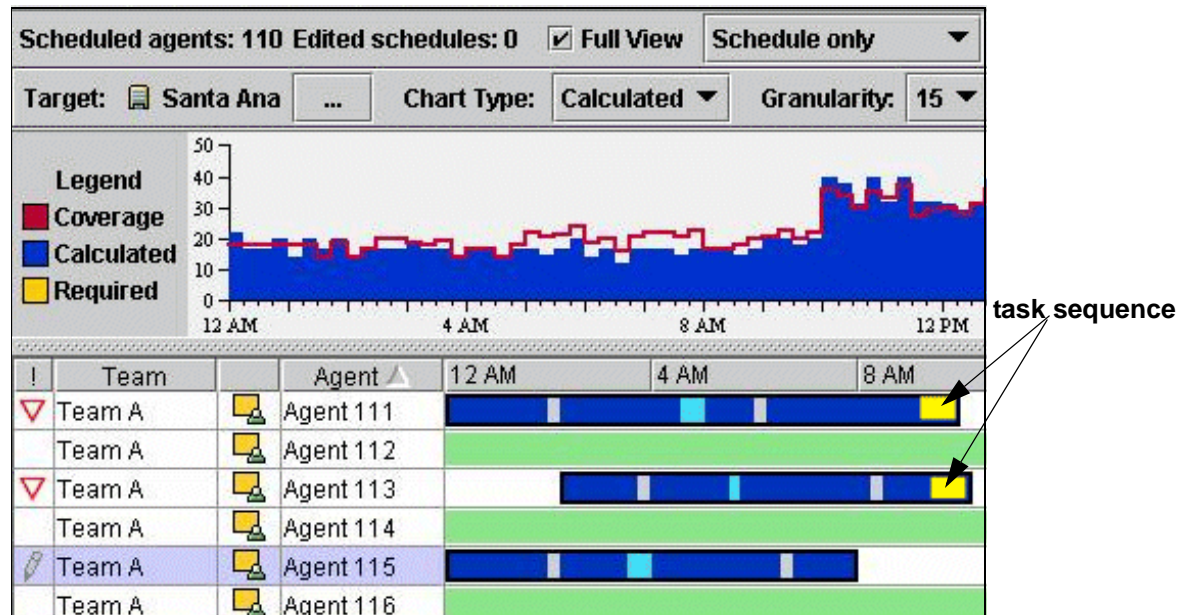 Scheduled agents: 110 Edited schedules: 0 Full View Schedule only
Target: Santa Ana ... Chart Type: Calculated Granularity: 15
Legend
Coverage
Calculated
Required
50
40
30
20
10
0
12 AM 4 AM 8 AM 12 PM
task sequence
! Team Agent 12 AM 4 AM 8 AM
Team A Agent 111
Team A Agent 112
Team A Agent 113
Team A Agent 114
Team A Agent 115
Team A Agent 116